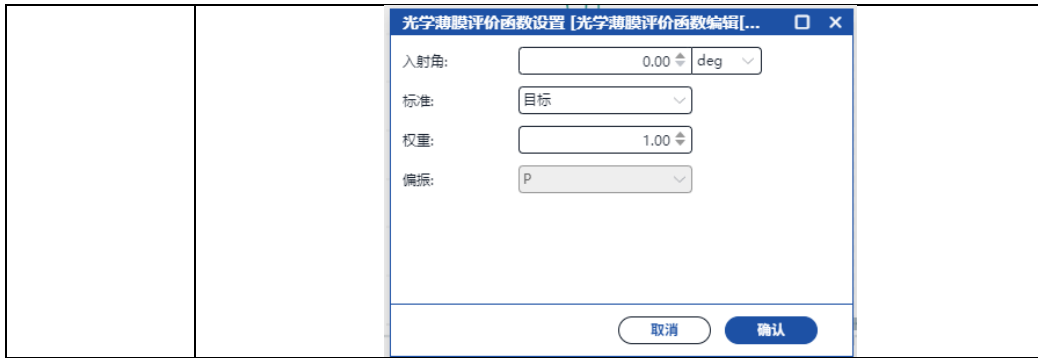 光学薄膜评价函数设置 [光学薄膜评价函数编辑[...
入射角: 0.00 deg
标准: 目标
权重: 1.00
偏振: P
取消 确认